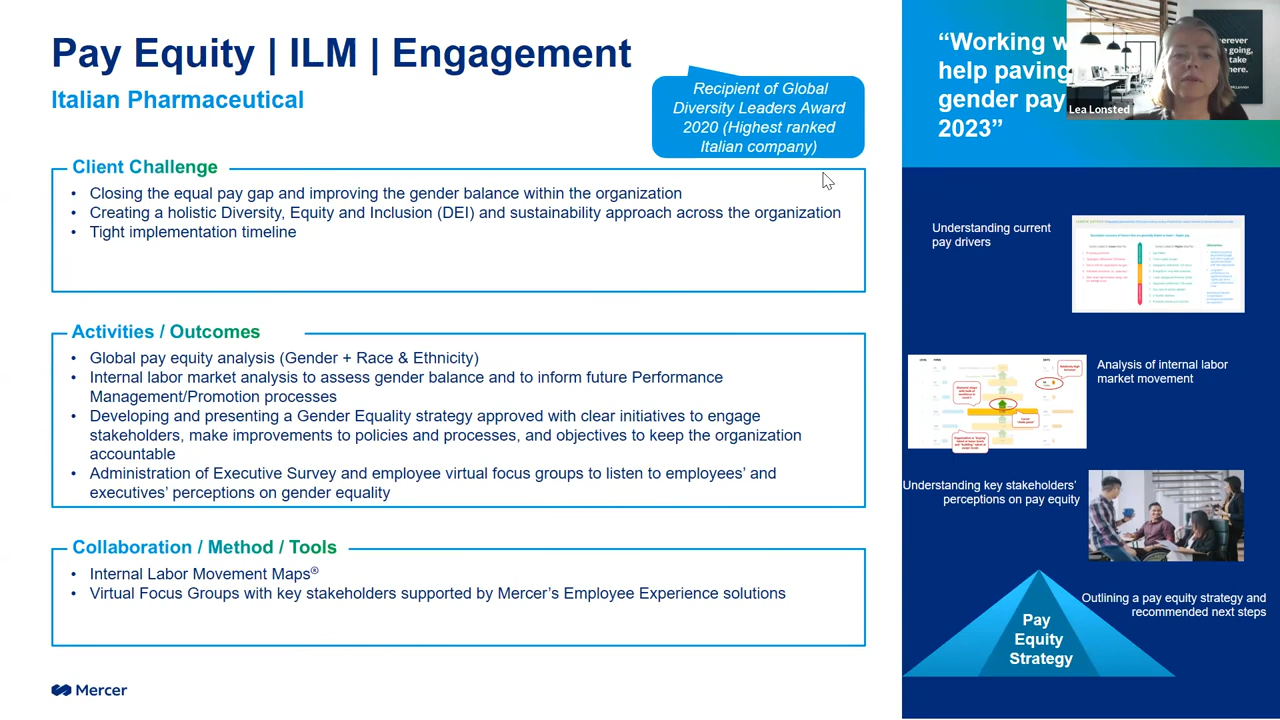 Pay Equity | ILM | Engagement
Italian Pharmaceutical
Recipient of Global
Diversity Leaders Award
2020 (Highest ranked
Italian company)
Client Challenge
• Closing the equal pay gap and improving the gender balance within the organization
• Creating a holistic Diversity, Equity and Inclusion (DEI) and sustainability approach across the organization
• Tight implementation timeline
Activities / Outcomes
• Global pay equity analysis (Gender + Race & Ethnicity)
• Internal labor market analysis to assess gender balance and to inform future Performance
Management/Promotion processes
• Developing and presenting a Gender Equality strategy approved with clear initiatives to engage
stakeholders, make improvements to policies and processes, and objectives to keep the organization
accountable
• Administration of Executive Survey and employee virtual focus groups to listen to employees’ and
executives’ perceptions on gender equality
Collaboration / Method / Tools
• Internal Labor Movement Maps®
• Virtual Focus Groups with key stakeholders supported by Mercer’s Employee Experience solutions
Mercer
“Working w
help paving
gender pay
2023”
Lea Lonsted
going,
take
Understanding current
pay drivers
Analysis of internal labor
market movement
Understanding key stakeholders’
perceptions on pay equity
Outlining a pay equity strategy and
recommended next steps
Pay
Equity
Strategy